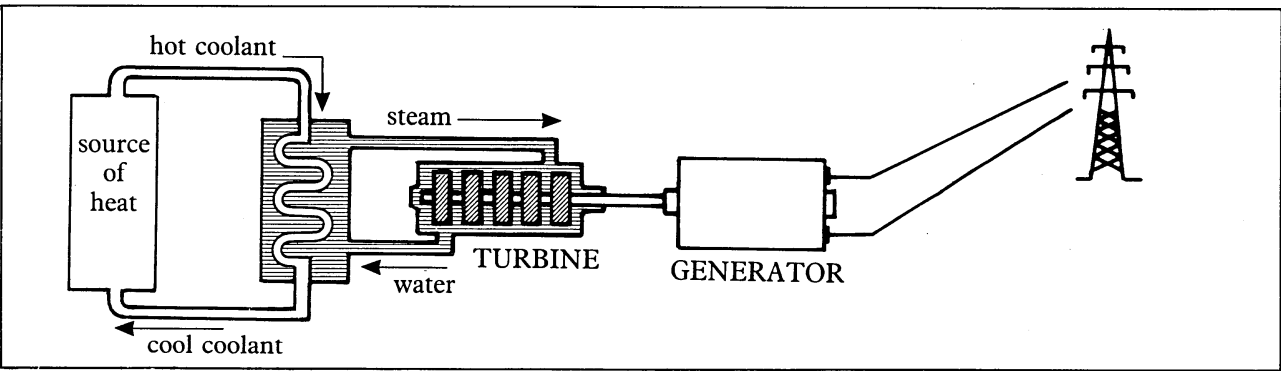 hot coolant
steam
source
of
heat
TURBINE
GENERATOR
water
cool coolant